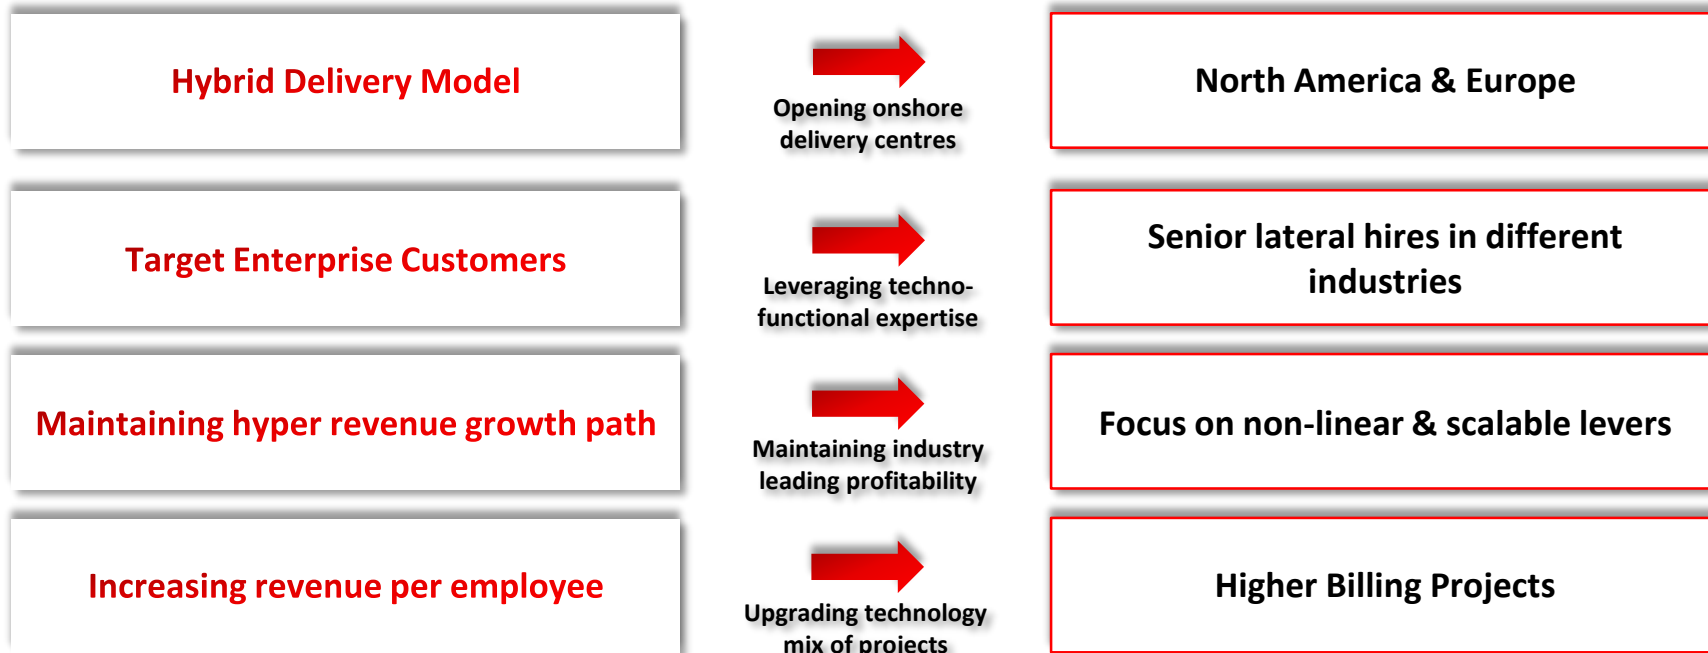 Hybrid Delivery Model
Opening onshore
delivery centres
North America & Europe
Target Enterprise Customers
Leveraging techno-
functional expertise
Senior lateral hires in different
industries
Maintaining hyper revenue growth path
Maintaining industry
leading profitability
Focus on non-linear & scalable levers
Increasing revenue per employee
Upgrading technology
mix of projects
Higher Billing Projects